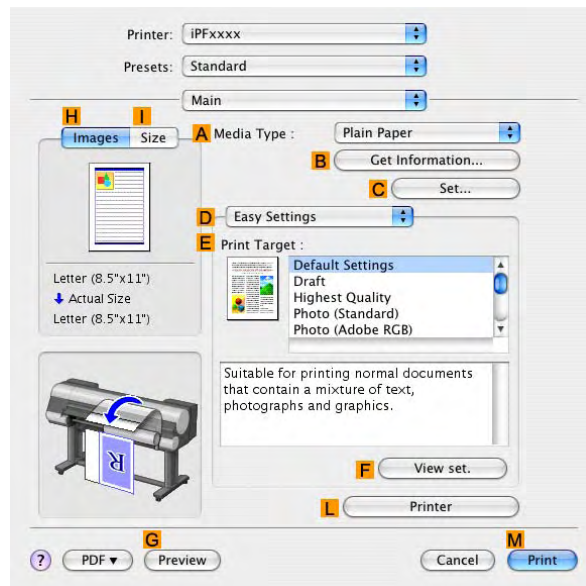 Printer: iPFxxxx
Presets: Standard
Main
H I
Images Size
A Media Type : Plain Paper
B Get Information...
C Set...
D Easy Settings
E Print Target :
Default Settings
Draft
Highest Quality
Photo (Standard)
Photo (Adobe RGB)
Letter (8.5"x11")
Actual Size
Letter (8.5"x11")
Suitable for printing normal documents
that contain a mixture of text,
photographs and graphics.
R
F View set.
L Printer
G M
? PDF Preview Cancel Print